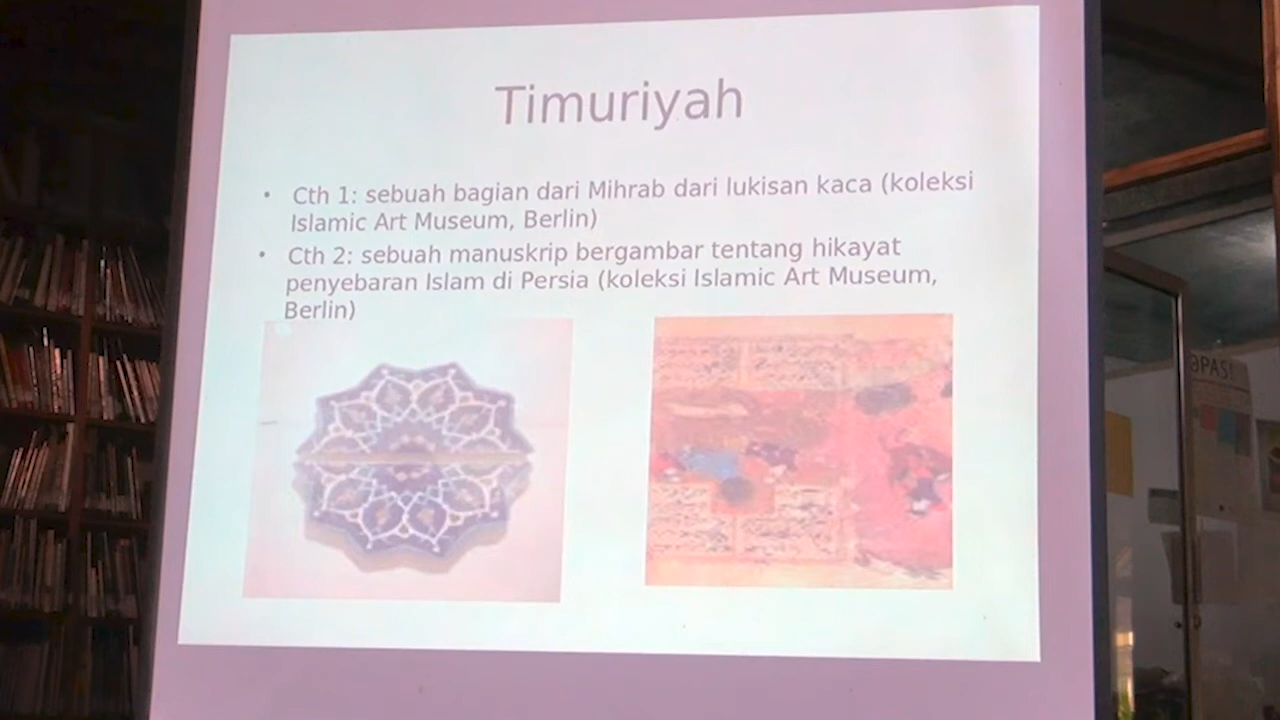 Timuriyah
• Cth 1: sebuah bagian dari Mihrab dari lukisan kaca (koleksi
Islamic Art Museum, Berlin)
• Cth 2: sebuah manuskrip bergambar tentang hikayat
penyebaran Islam di Persia (koleksi Islamic Art Museum,
Berlin)